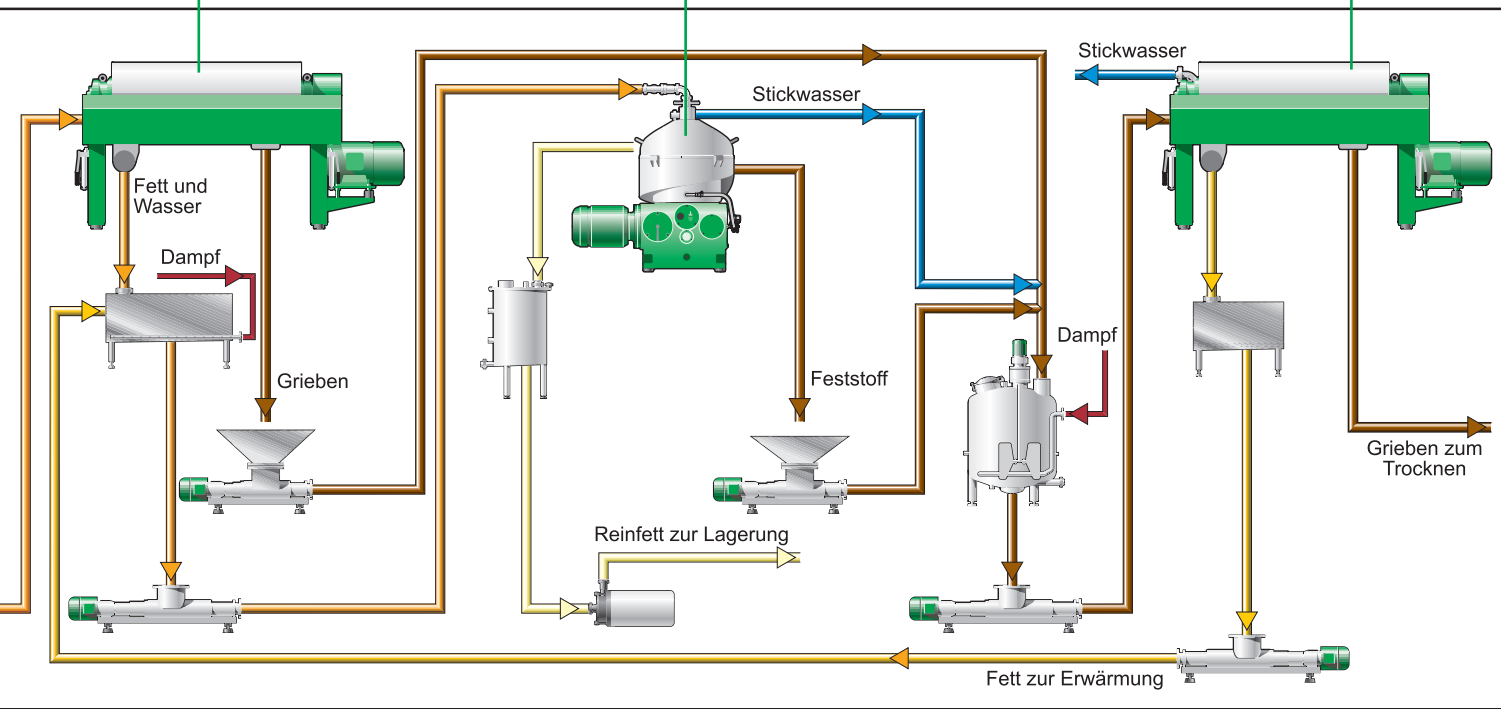 Stickwasser
Stickwasser
Fett und
Wasser
Dampf
Grieben
Feststoff
Dampf
Grieben zum
Trocknen
Reinfett zur Lagerung
Fett zur Erwärmung